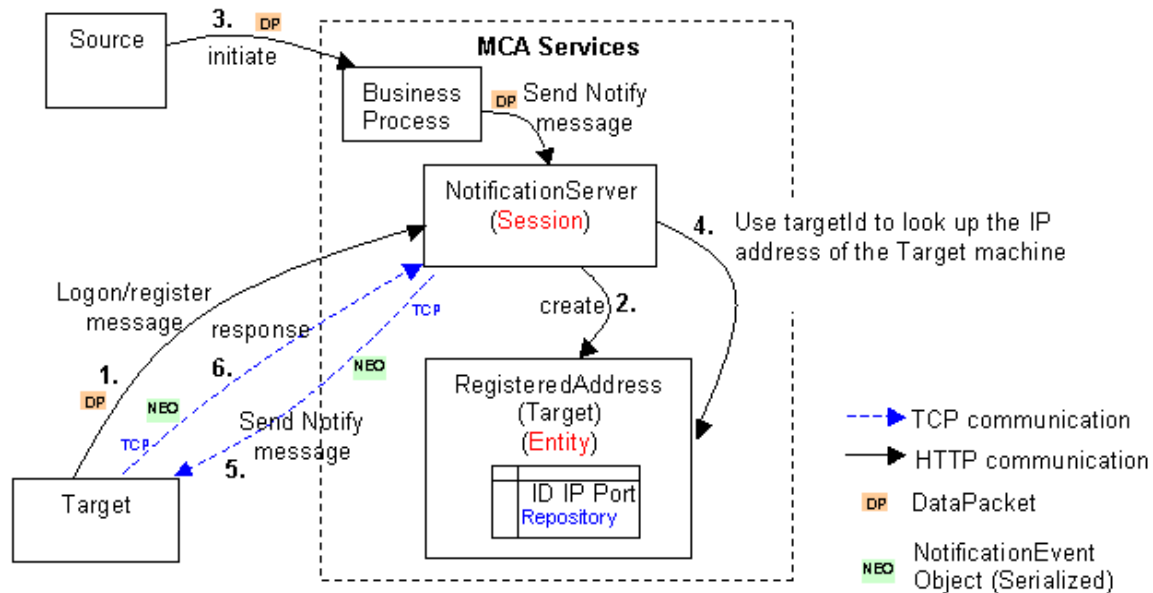 3.
DP
Source
initiate
MCA Services
Business
Process
DP
Send Notify
message
NotificationServer
(Session)
4.
Use targetId to look up the IP
address of the Target machine
Logon/register
message
TCP
response
create
2.
6.
1.
DP
NEO
NEO
RegisteredAddress
(Target)
(Entity)
TCP
Send Notify
message
5.
ID IP Port
Repository
Target
TCP communication
HTTP communication
DP
DataPacket
NEO
NotificationEvent
Object (Serialized)